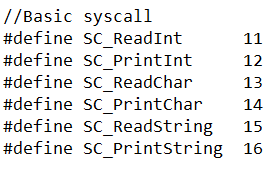 //Basic syscall
#define SC_ReadInt      11
#define SC_PrintInt     12
#define SC_ReadChar     13
#define SC_PrintChar    14
#define SC_ReadString   15
#define SC_PrintString  16